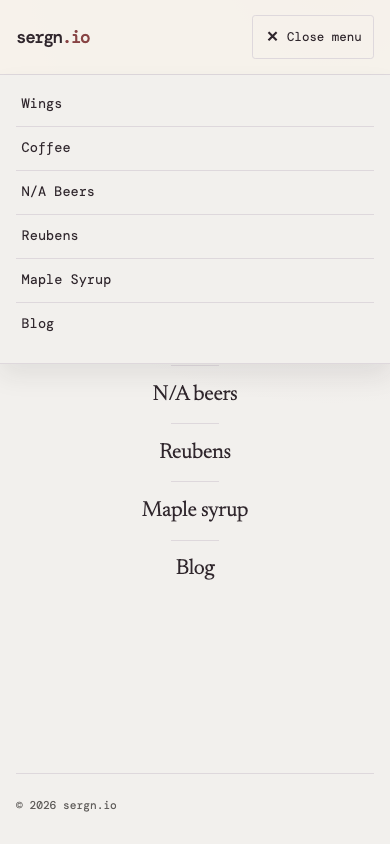 sergn.io
✕ Close menu
Wings
Coffee
N/A Beers
Reubens
Maple Syrup
Blog
N/A beers
Reubens
Maple syrup
Blog
© 2026 sergn.io